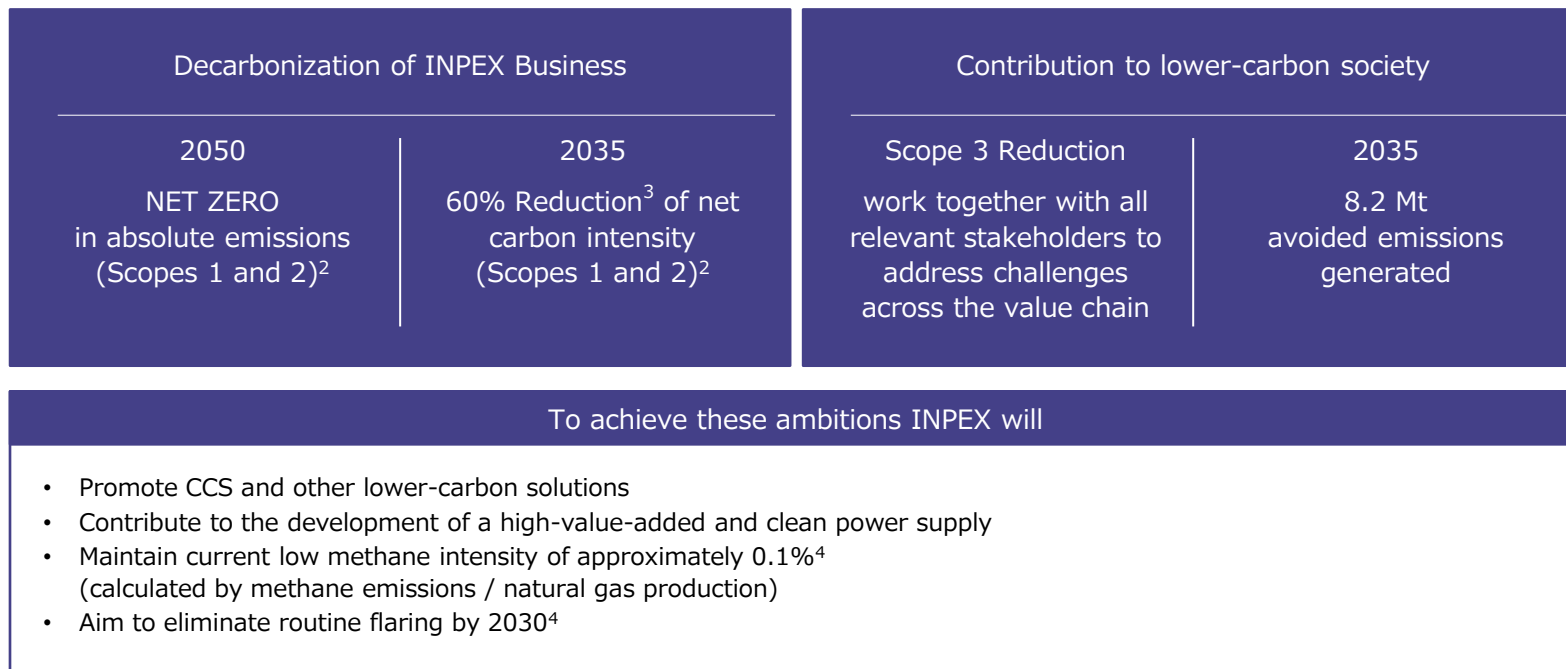 Decarbonization of INPEX Business
2050
NET ZERO
in absolute emissions
(Scopes 1 and 2)²
2035
60% Reduction³ of net
carbon intensity
(Scopes 1 and 2)²
Contribution to lower-carbon society
Scope 3 Reduction
work together with all
relevant stakeholders to
address challenges
across the value chain
2035
8.2 Mt
avoided emissions
generated
To achieve these ambitions INPEX will
• Promote CCS and other lower-carbon solutions
• Contribute to the development of a high-value-added and clean power supply
• Maintain current low methane intensity of approximately 0.1%⁴
(calculated by methane emissions / natural gas production)
• Aim to eliminate routine flaring by 2030⁴